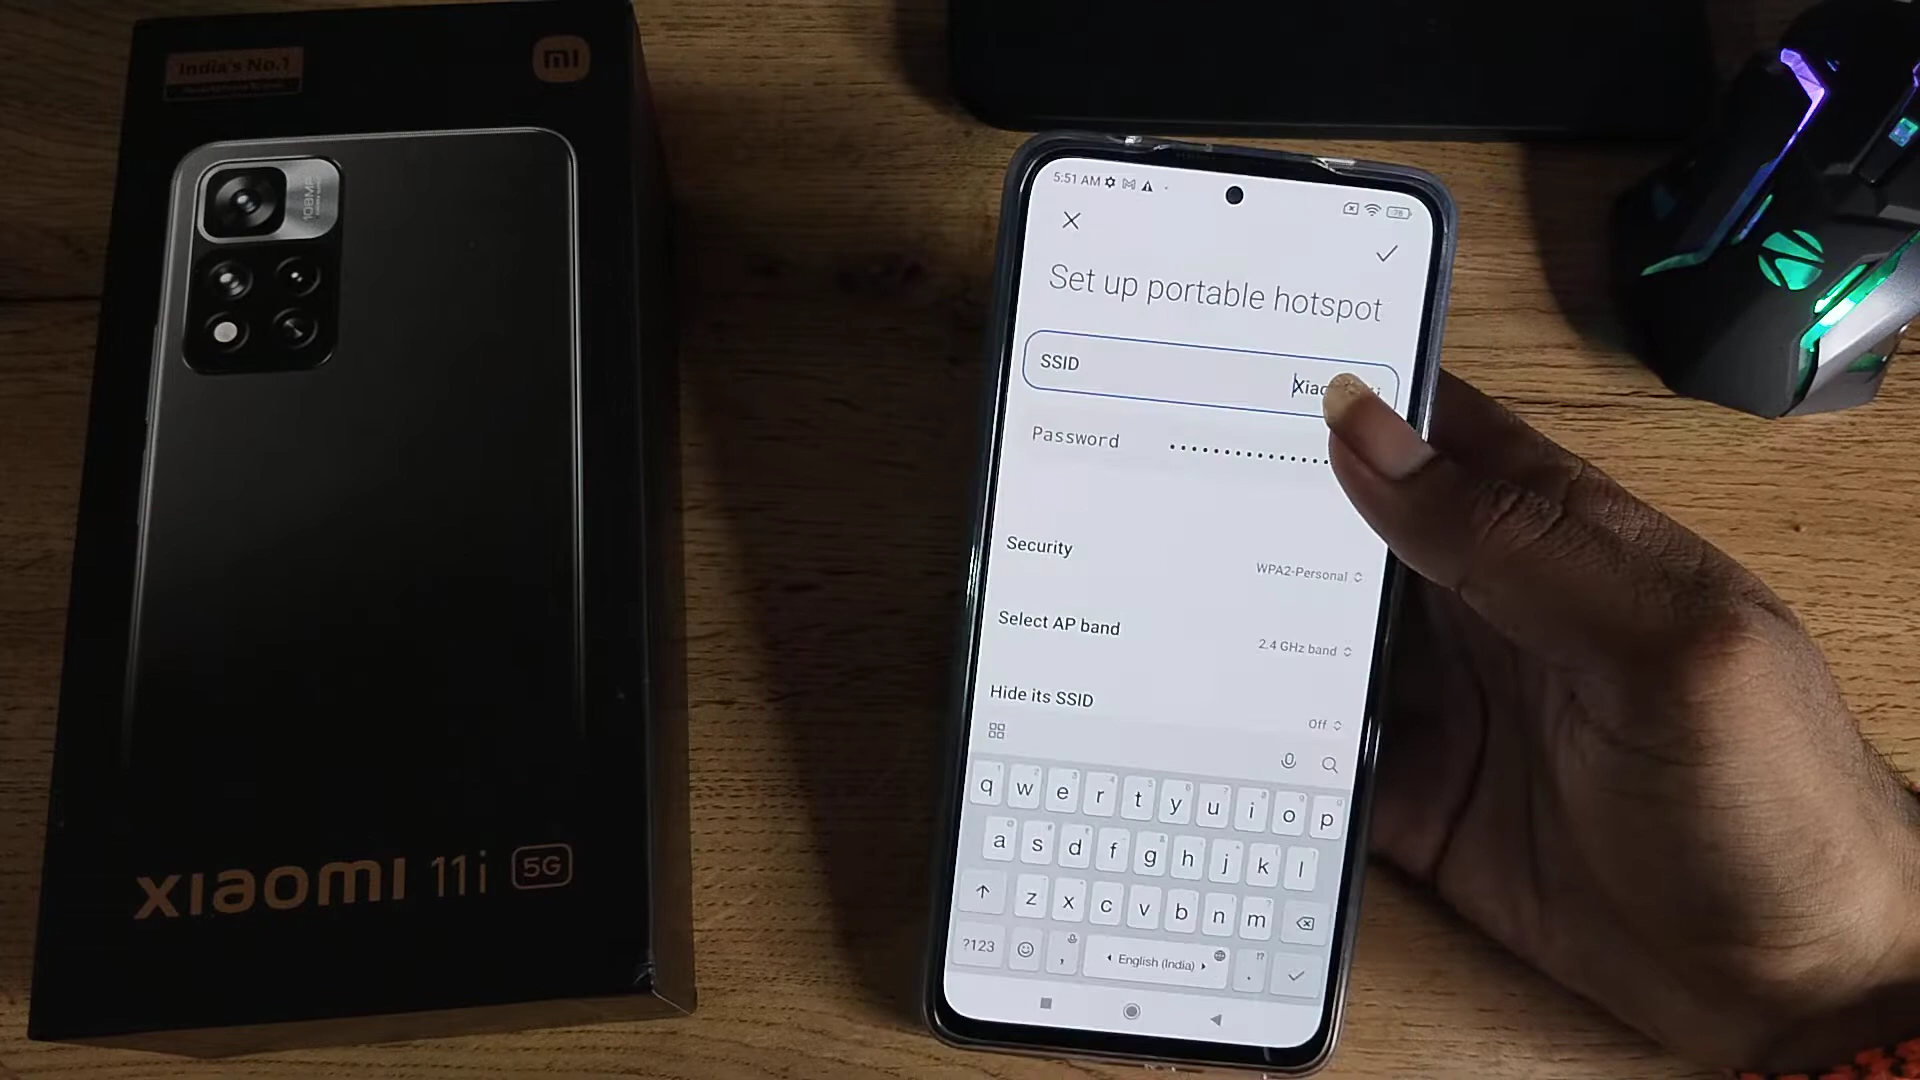 India's No.1
mi
108MP
xiaomi 11i 5G
5:51 AM
Set up portable hotspot
SSID
Password ••••••••••••••••
Security
WPA2-Personal
Select AP band
2.4 GHz band
Hide its SSID
Off
q w e r t y u i o p
a s d f g h j k l
z x c v b n m
?123 , English (India) .